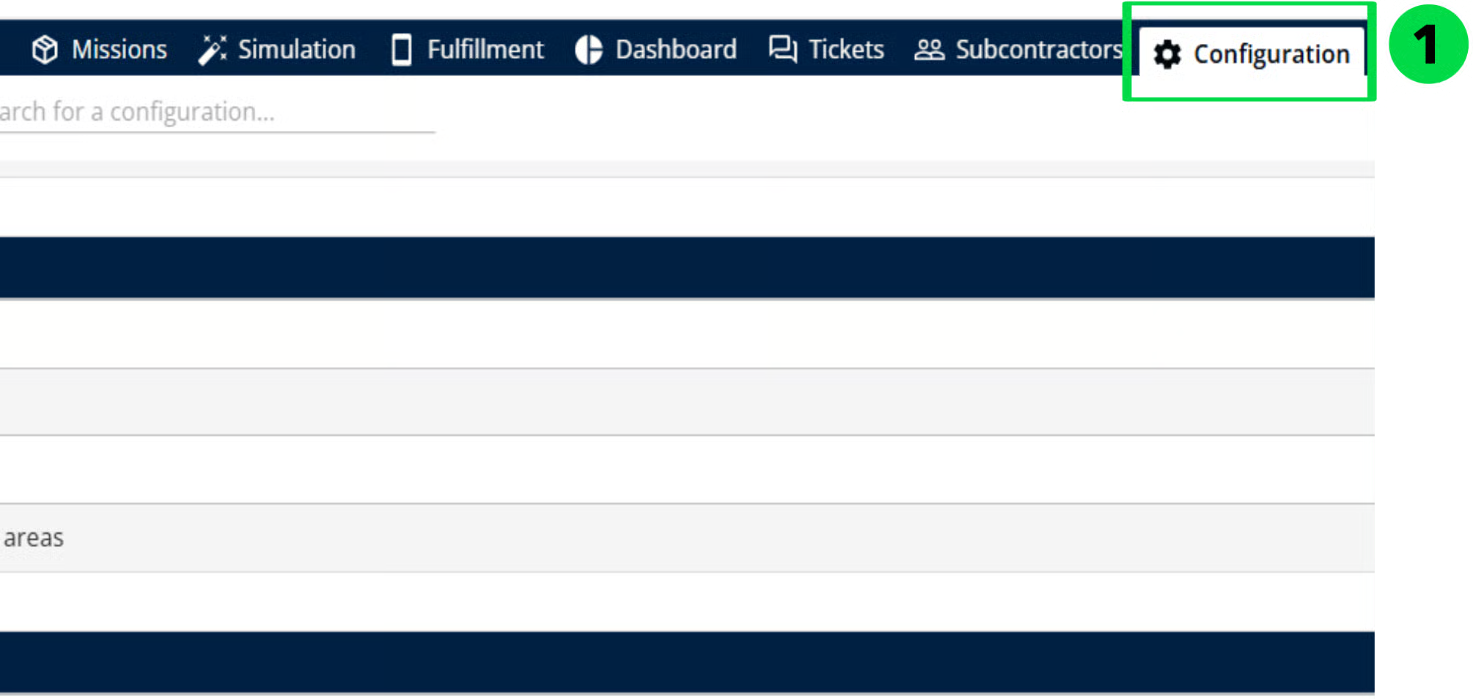 Missions Simulation Fulfillment Dashboard Tickets Subcontractors Configuration 1
arch for a configuration...
areas